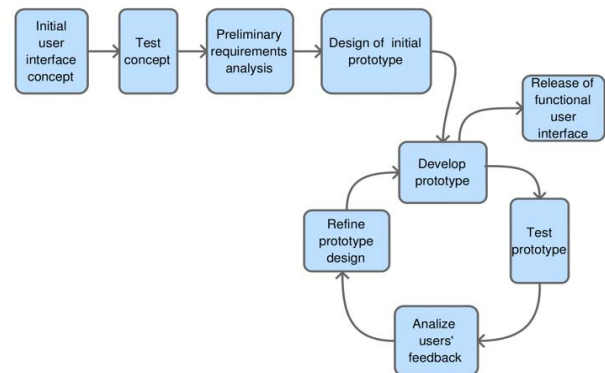 Initial
user
interface
concept
Test
concept
Preliminary
requirements
analysis
Design of initial
prototype
Release of
functional
user
interface
Develop
prototype
Test
prototype
Analize
users'
feedback
Refine
prototype
design